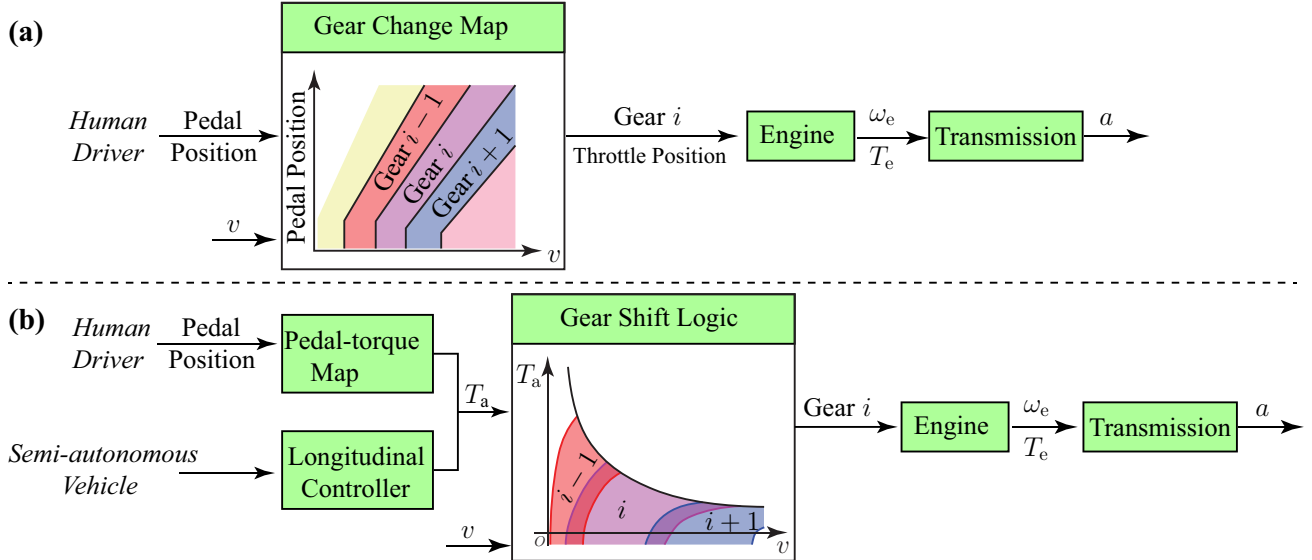 (a)
Gear Change Map
Human
Driver
Pedal
Position
v
Pedal Position
Gear i − 1
Gear i
Gear i + 1
v
Gear i
Throttle Position
Engine
ωe
Te
Transmission
a
(b)
Human
Driver
Pedal
Position
Pedal-torque
Map
Semi-autonomous
Vehicle
Longitudinal
Controller
Ta
v
Gear Shift Logic
Ta
i − 1
i
i + 1
O
v
Gear i
Engine
ωe
Te
Transmission
a